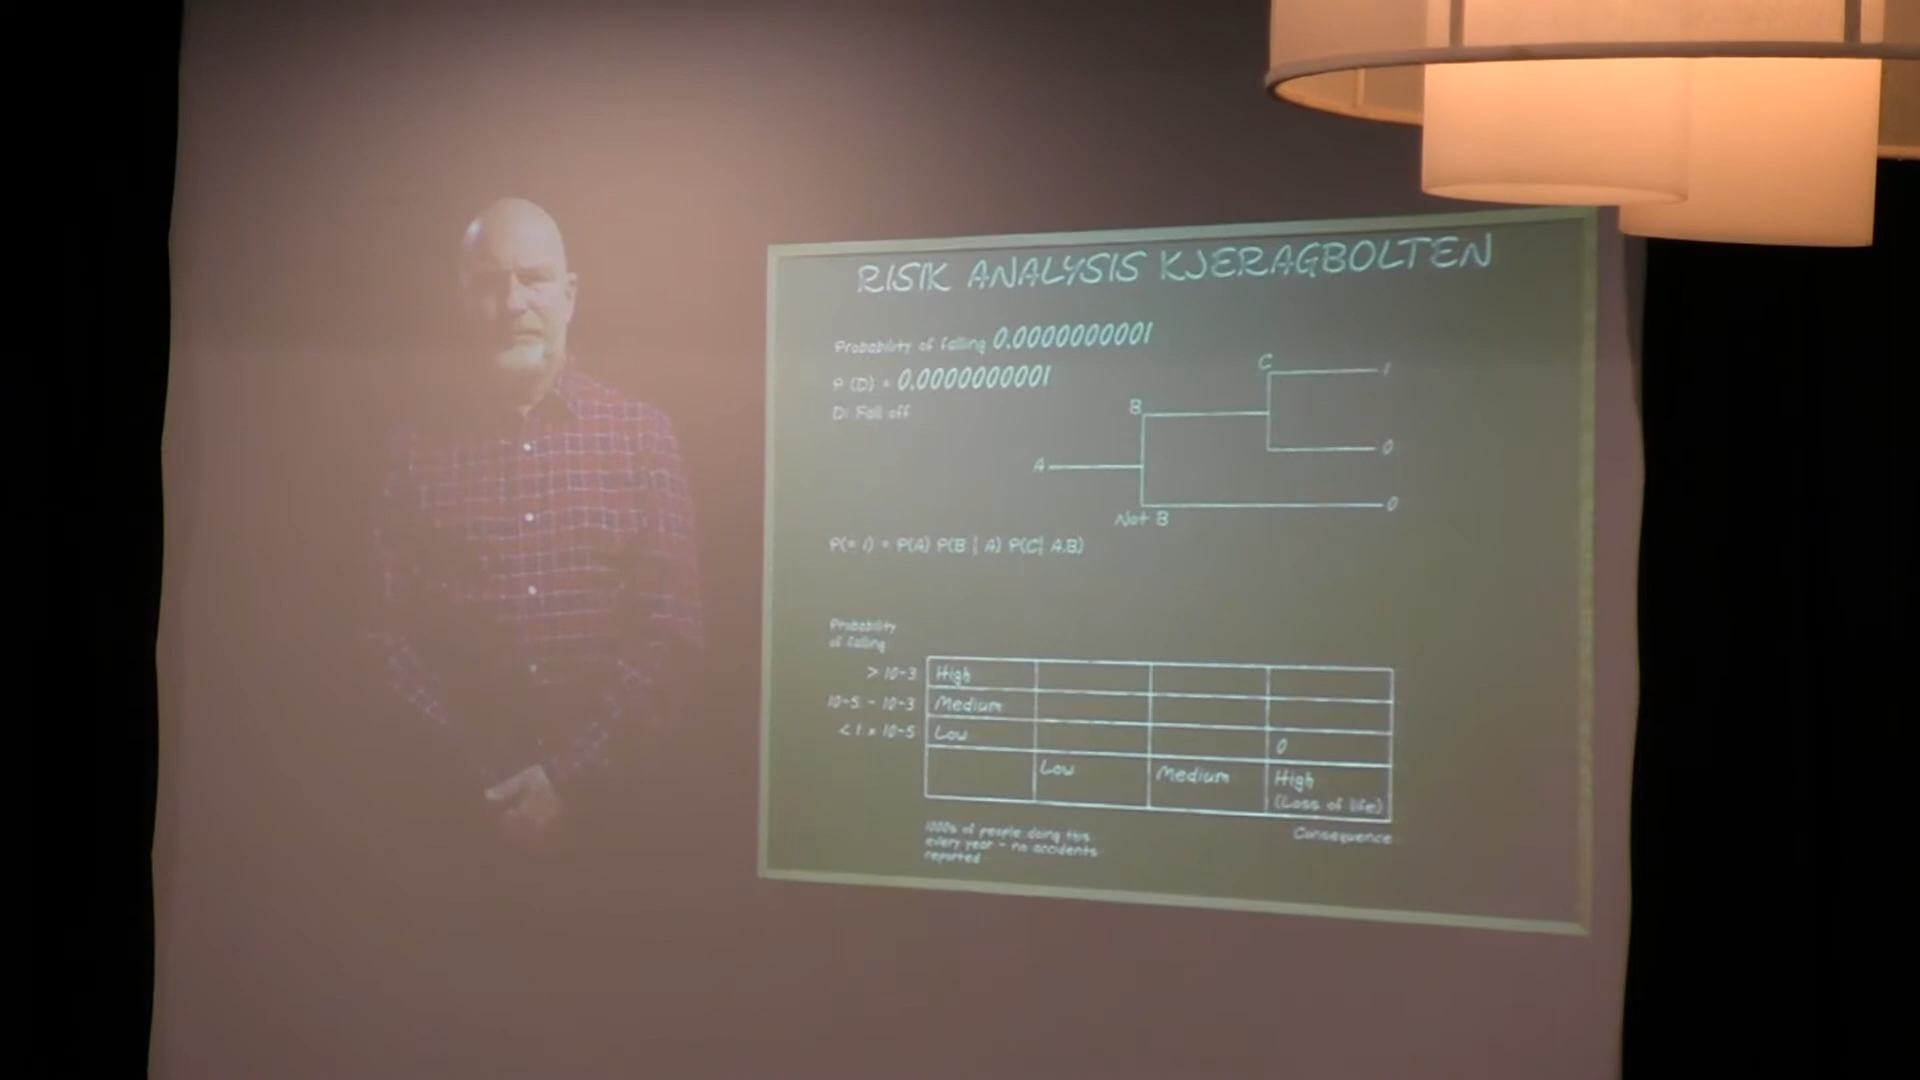 RISIK ANALYSIS KJERAGBOLTEN
Probability of falling 0.0000000001
P (D) = 0.0000000001
D: Fall off
C
1
B
0
A
0
Not B
P(= 1) = P(A) P(B | A) P(C| A.B)
Probability
of falling
> 10-3 High
10-5 - 10-3 Medium
< 1 x 10-5 Low 0
Low Medium High
(Loss of life)
1000s of people doing this
every year - no accidents
reported
Consequence